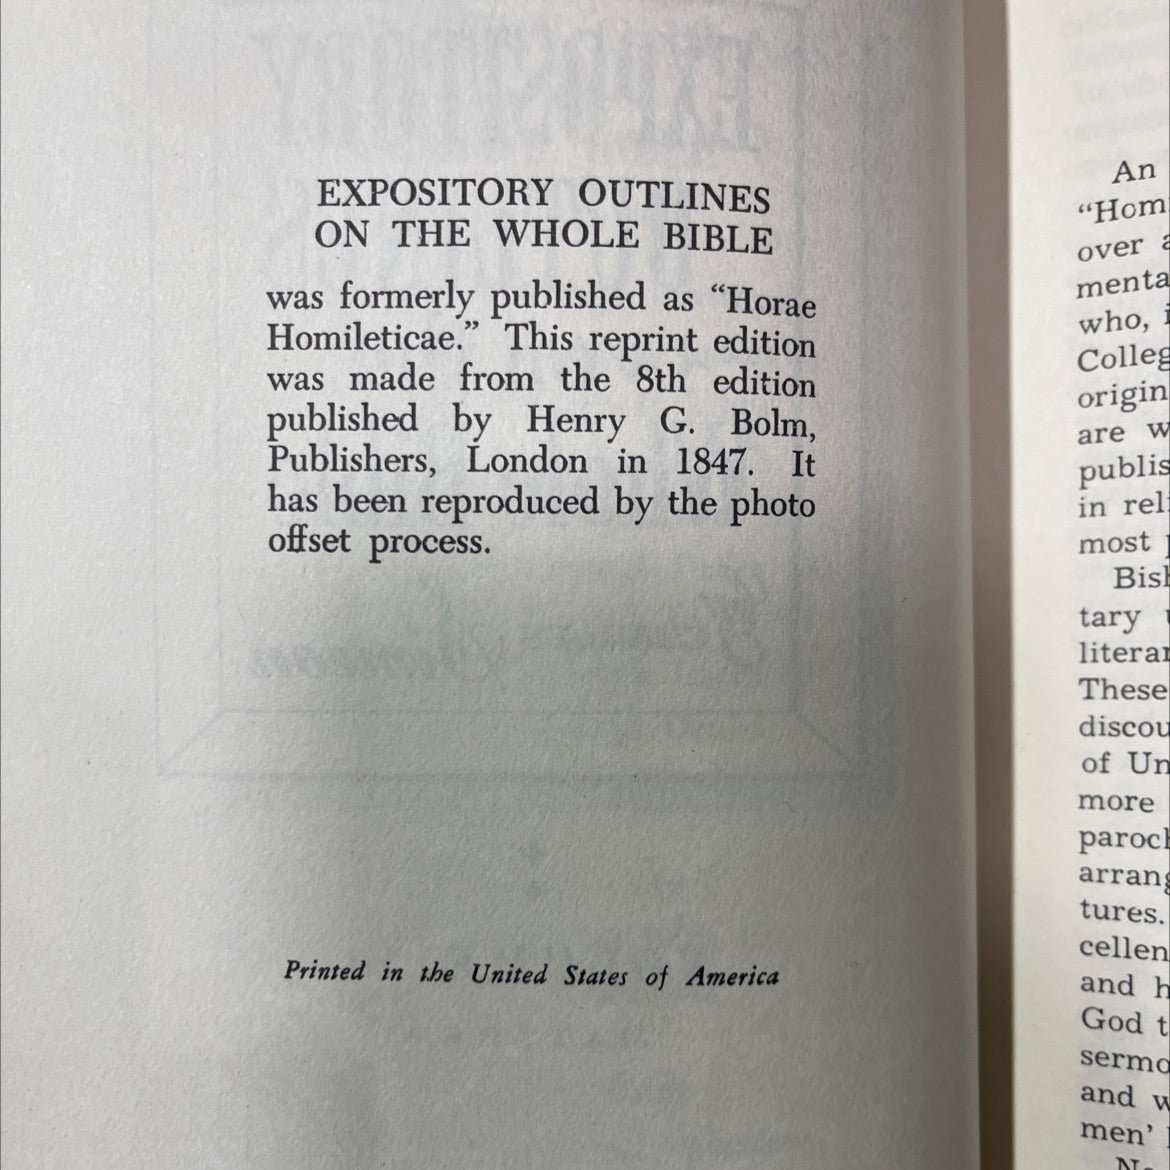 EXPOSITORY OUTLINES
ON THE WHOLE BIBLE
was formerly published as “Horae
Homileticae.” This reprint edition
was made from the 8th edition
published by Henry G. Bolm,
Publishers, London in 1847. It
has been reproduced by the photo
offset process.
Printed in the United States of America
An
“Hom
over
menta
who,
Colleg
origin
are w
publis
in rel
most
Bish
tary
literar
These
discou
of Un
more
paroch
arrang
tures.
cellen
and h
God t
sermo
and w
men’